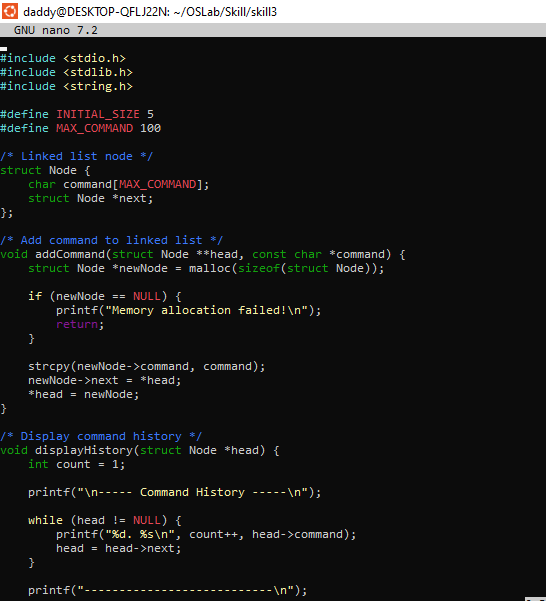 daddy@DESKTOP-QFLJ22N: ~/OSLab/Skill/skill3
GNU nano 7.2
#include <stdio.h>
#include <stdlib.h>
#include <string.h>

#define INITIAL_SIZE 5
#define MAX_COMMAND 100

/* Linked list node */
struct Node {
    char command[MAX_COMMAND];
    struct Node *next;
};

/* Add command to linked list */
void addCommand(struct Node **head, const char *command) {
    struct Node *newNode = malloc(sizeof(struct Node));

    if (newNode == NULL) {
        printf("Memory allocation failed!\n");
        return;
    }

    strcpy(newNode->command, command);
    newNode->next = *head;
    *head = newNode;
}

/* Display command history */
void displayHistory(struct Node *head) {
    int count = 1;

    printf("\n----- Command History -----\n");

    while (head != NULL) {
        printf("%d. %s\n", count++, head->command);
        head = head->next;
    }

    printf("---------------------------\n");